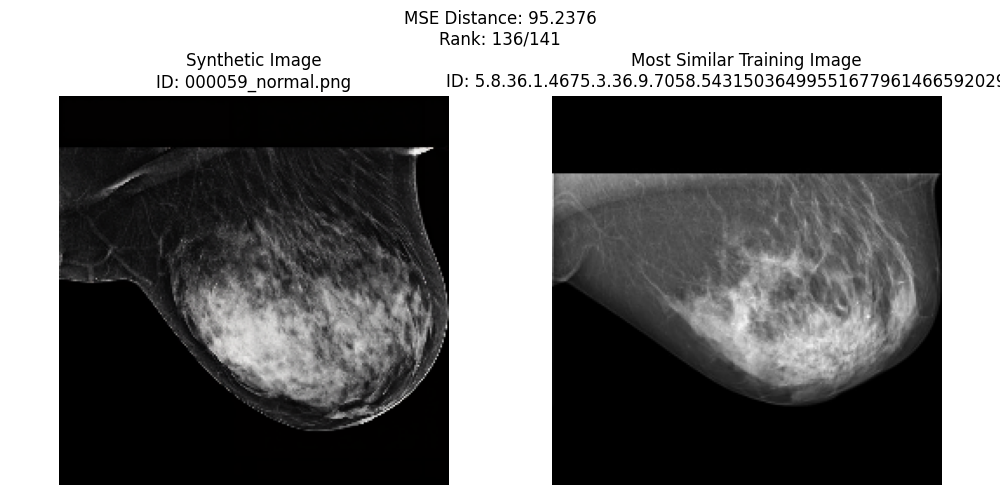 MSE Distance: 95.2376
Rank: 136/141
Synthetic Image
ID: 000059_normal.png
Most Similar Training Image
ID: 5.8.36.1.4675.3.36.9.7058.54315036499551677961466592029